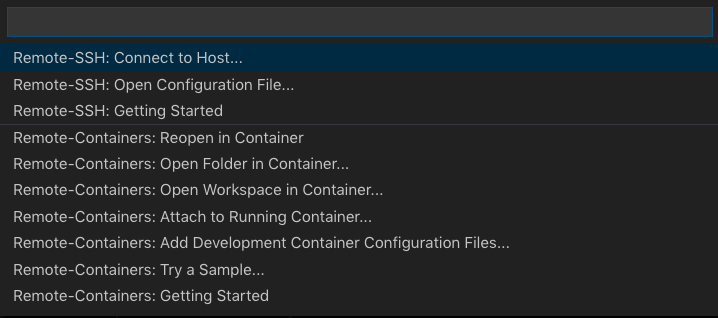 Remote-SSH: Connect to Host...
Remote-SSH: Open Configuration File...
Remote-SSH: Getting Started
Remote-Containers: Reopen in Container
Remote-Containers: Open Folder in Container...
Remote-Containers: Open Workspace in Container...
Remote-Containers: Attach to Running Container...
Remote-Containers: Add Development Container Configuration Files...
Remote-Containers: Try a Sample...
Remote-Containers: Getting Started